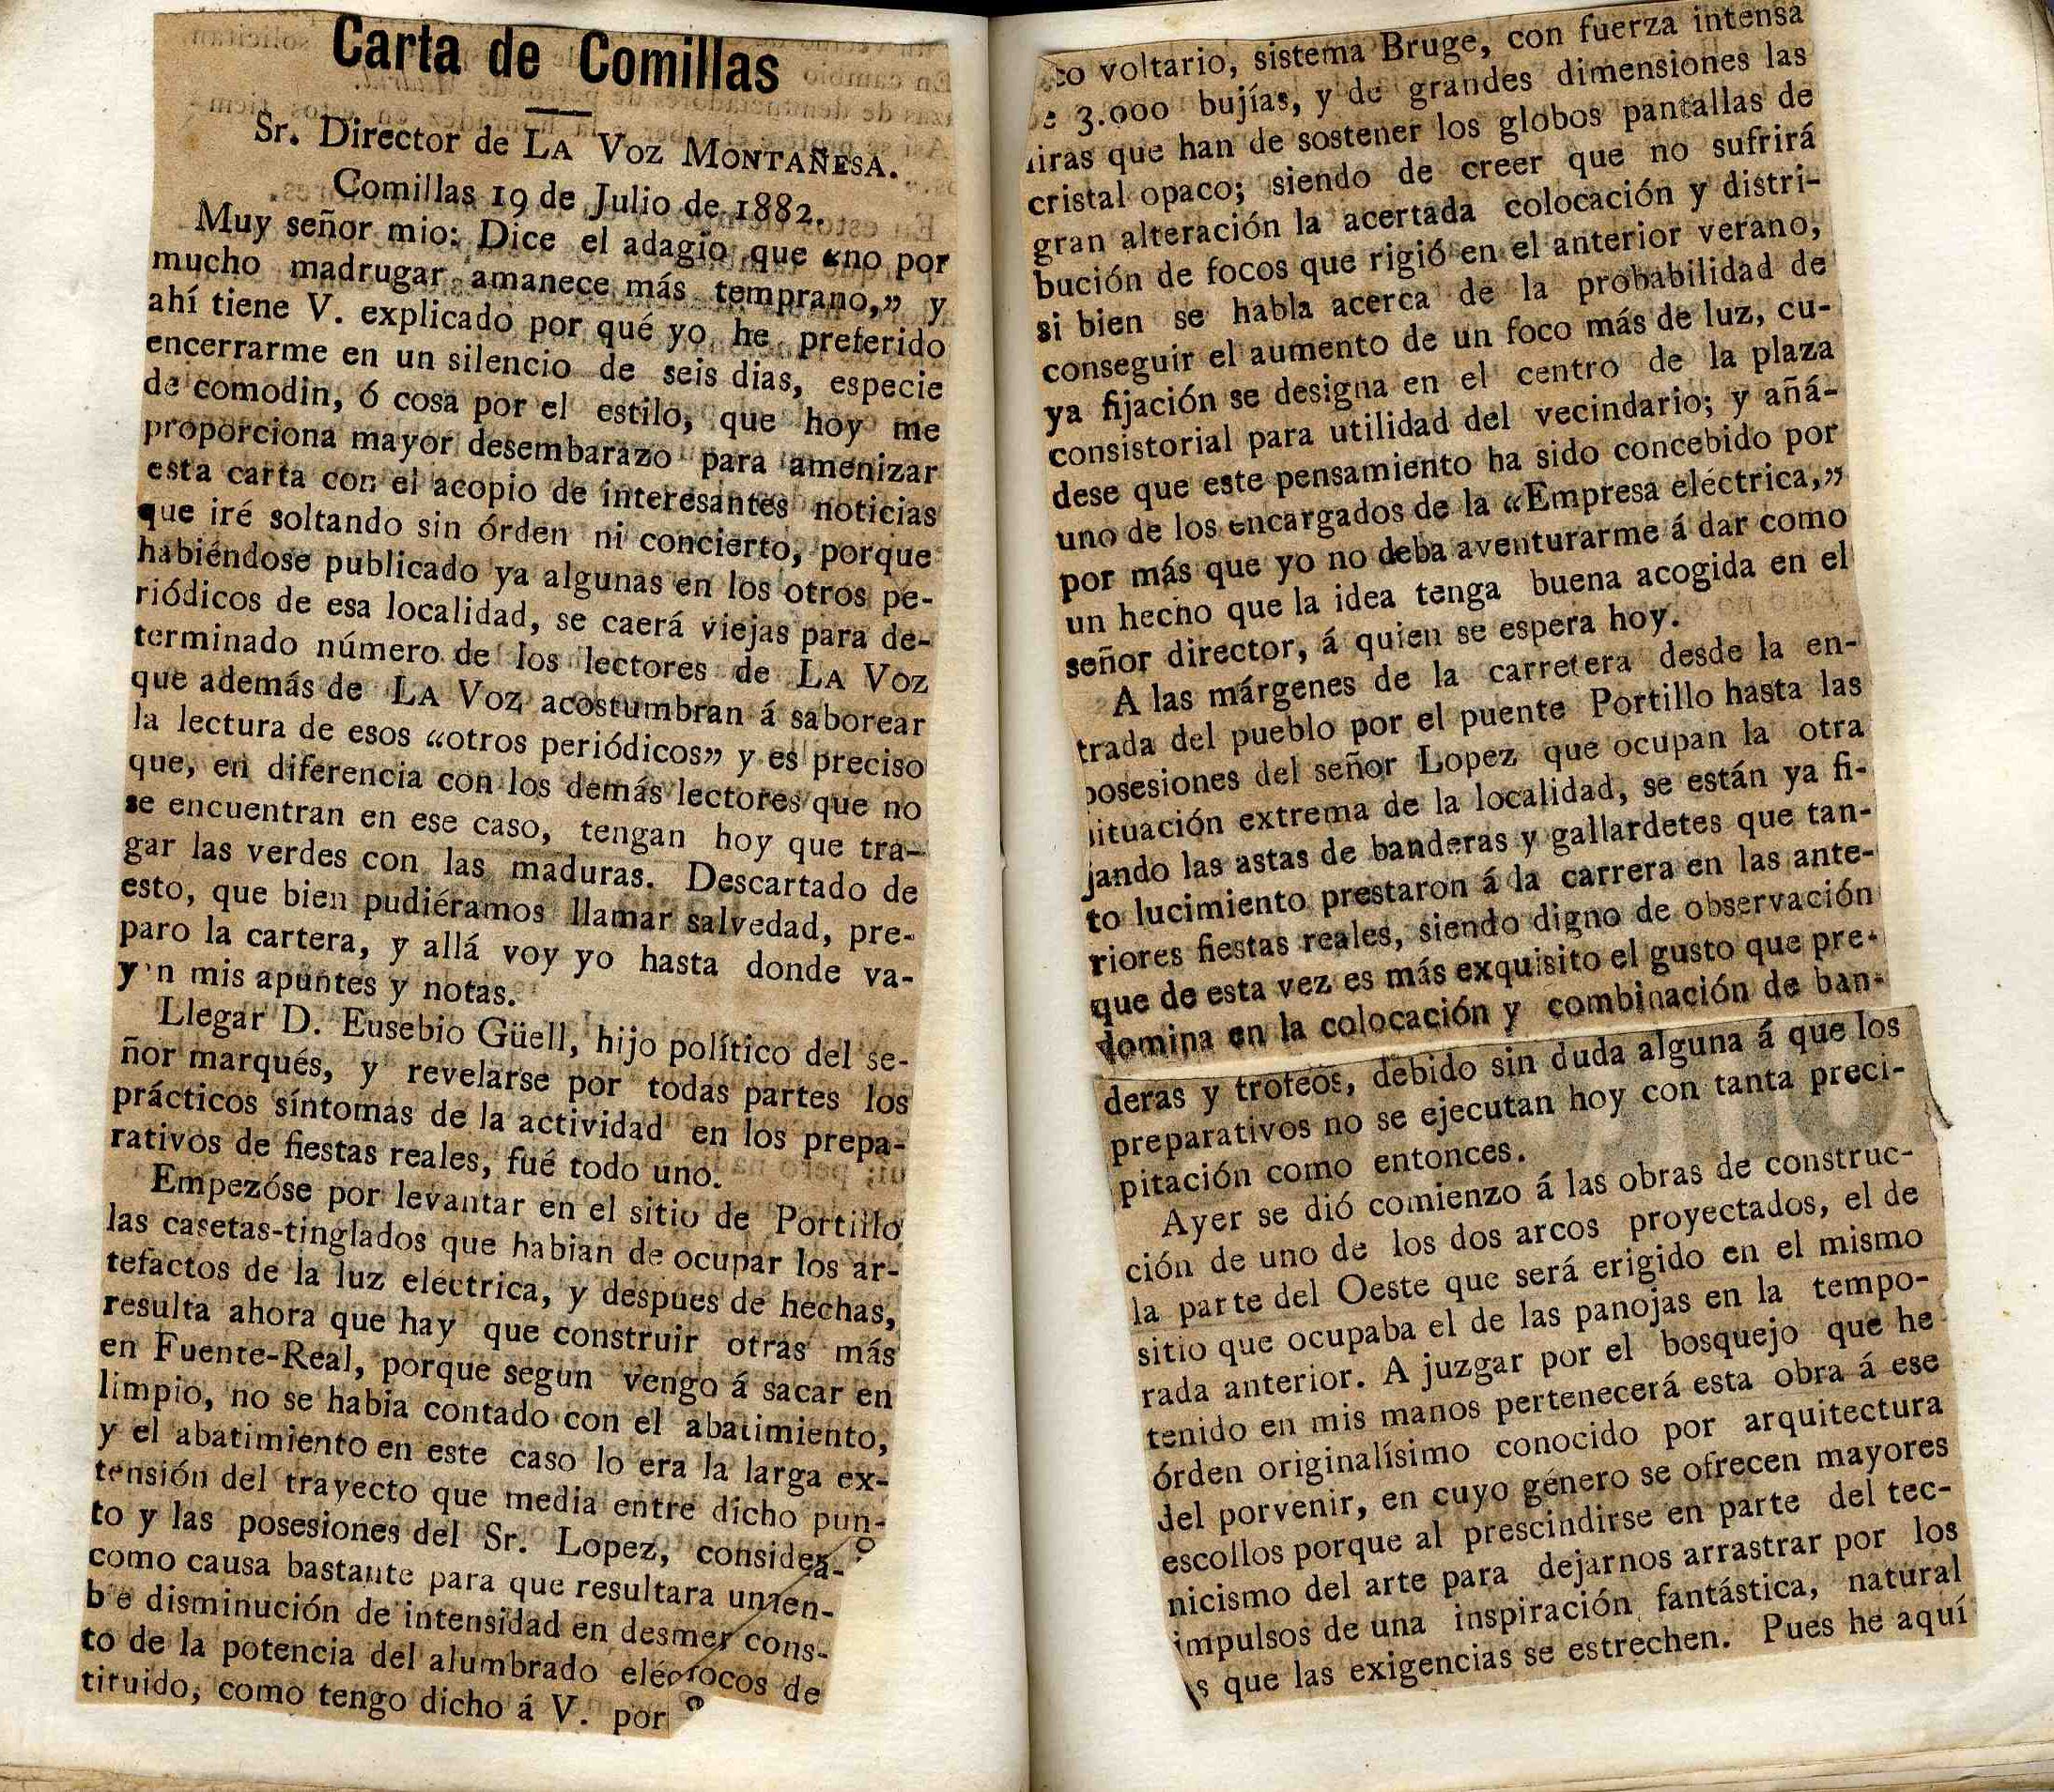 Carta de Comillas
Sr. Director de LA VOZ MONTAÑESA.
Comillas 19 de Julio de 1882.
Muy señor mio: Dice el adagio que «no por
mucho madrugar amanece más temprano,» y
ahí tiene V. explicado por qué yo he preferido
encerrarme en un silencio de seis dias, especie
de comodin, ó cosa por el estilo, que hoy me
proporciona mayor desembarazo para amenizar
esta carta con el acopio de interesantes noticias
que iré soltando sin órden ni concierto, porque
habiéndose publicado ya algunas en los otros pe-
riódicos de esa localidad, se caerá viejas para de-
terminado número de los lectores de LA VOZ
que además de LA VOZ acostumbran á saborear
la lectura de esos “otros periódicos” y es preciso
que, en diferencia con los demás lectores que no
se encuentran en ese caso, tengan hoy que tra-
gar las verdes con las maduras. Descartado de
esto, que bien pudiéramos llamar salvedad, pre-
paro la cartera, y allá voy yo hasta donde va-
y n mis apuntes y notas.
Llegar D. Eusebio Güell, hijo político del se-
ñor marqués, y revelarse por todas partes los
prácticos síntomas de la actividad en los prepa-
rativos de fiestas reales, fué todo uno.
Empezóse por levantar en el sitio de Portillo
las casetas-tinglados que habian de ocupar los ar-
tefactos de la luz eléctrica, y despues de hechas,
resulta ahora que hay que construir otras más
en Fuente-Real, porque segun vengo á sacar en
limpio, no se habia contado con el abatimiento,
y el abatimiento en este caso lo era la larga ex-
tensión del trayecto que media entre dicho pun-
to y las posesiones del Sr. Lopez, considera-
como causa bastante para que resultara un
b e disminución de intensidad en desmer
to de la potencia del alumbrado eléc
tituido, como tengo dicho á V. por
co voltario, sistema Bruge, con fuerza intensa
e 3.000 bujías, y de grandes dimensiones las
iras que han de sostener los globos pantallas de
cristal opaco; siendo de creer que no sufrirá
gran alteración la acertada colocación y distri-
bución de focos que rigió en el anterior verano,
si bien se habla acerca de la probabilidad de
conseguir el aumento de un foco más de luz, cu-
ya fijación se designa en el centro de la plaza
consistorial para utilidad del vecindario; y añá-
dese que este pensamiento ha sido concebido por
uno de los encargados de la «Empresa eléctrica,»
por más que yo no deba aventurarme á dar como
un hecho que la idea tenga buena acogida en el
señor director, á quien se espera hoy.
A las márgenes de la carretera desde la en-
trada del pueblo por el puente Portillo hasta las
posesiones del señor Lopez que ocupan la otra
situación extrema de la localidad, se están ya fi-
jando las astas de banderas y gallardetes que tan-
to lucimiento prestaron á la carrera en las ante-
riores fiestas reales, siendo digno de observación
que de esta vez es más exquisito el gusto que pre-
domina en la colocación y combinación de ban-
deras y trofeos, debido sin duda alguna á que los
preparativos no se ejecutan hoy con tanta preci-
pitación como entonces.
Ayer se dió comienzo á las obras de construc-
ción de uno de los dos arcos proyectados, el de
la parte del Oeste que será erigido en el mismo
sitio que ocupaba el de las panojas en la tempo-
rada anterior. A juzgar por el bosquejo que he
tenido en mis manos pertenecerá esta obra á ese
órden originalísimo conocido por arquitectura
del porvenir, en cuyo género se ofrecen mayores
escollos porque al prescindirse en parte del tec-
nicismo del arte para dejarnos arrastrar por los
impulsos de una inspiración fantástica, natural
s que las exigencias se estrechen. Pues he aquí